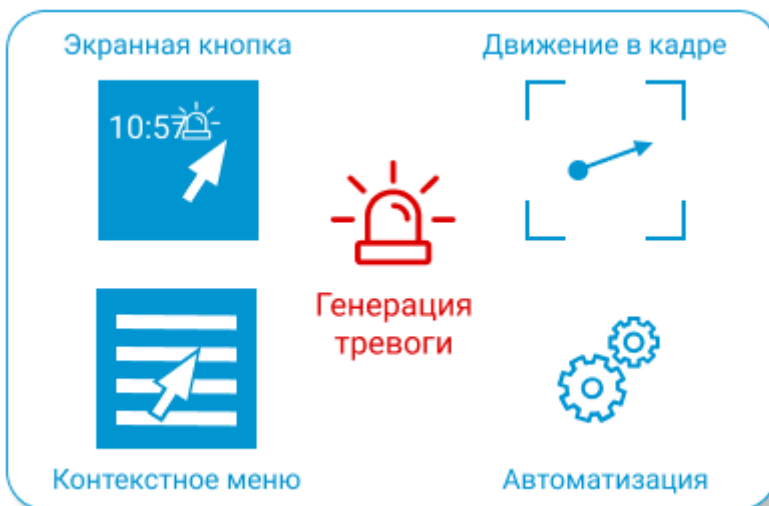 Экранная кнопка
Движение в кадре
10:57
Генерация
тревоги
Контекстное меню
Автоматизация